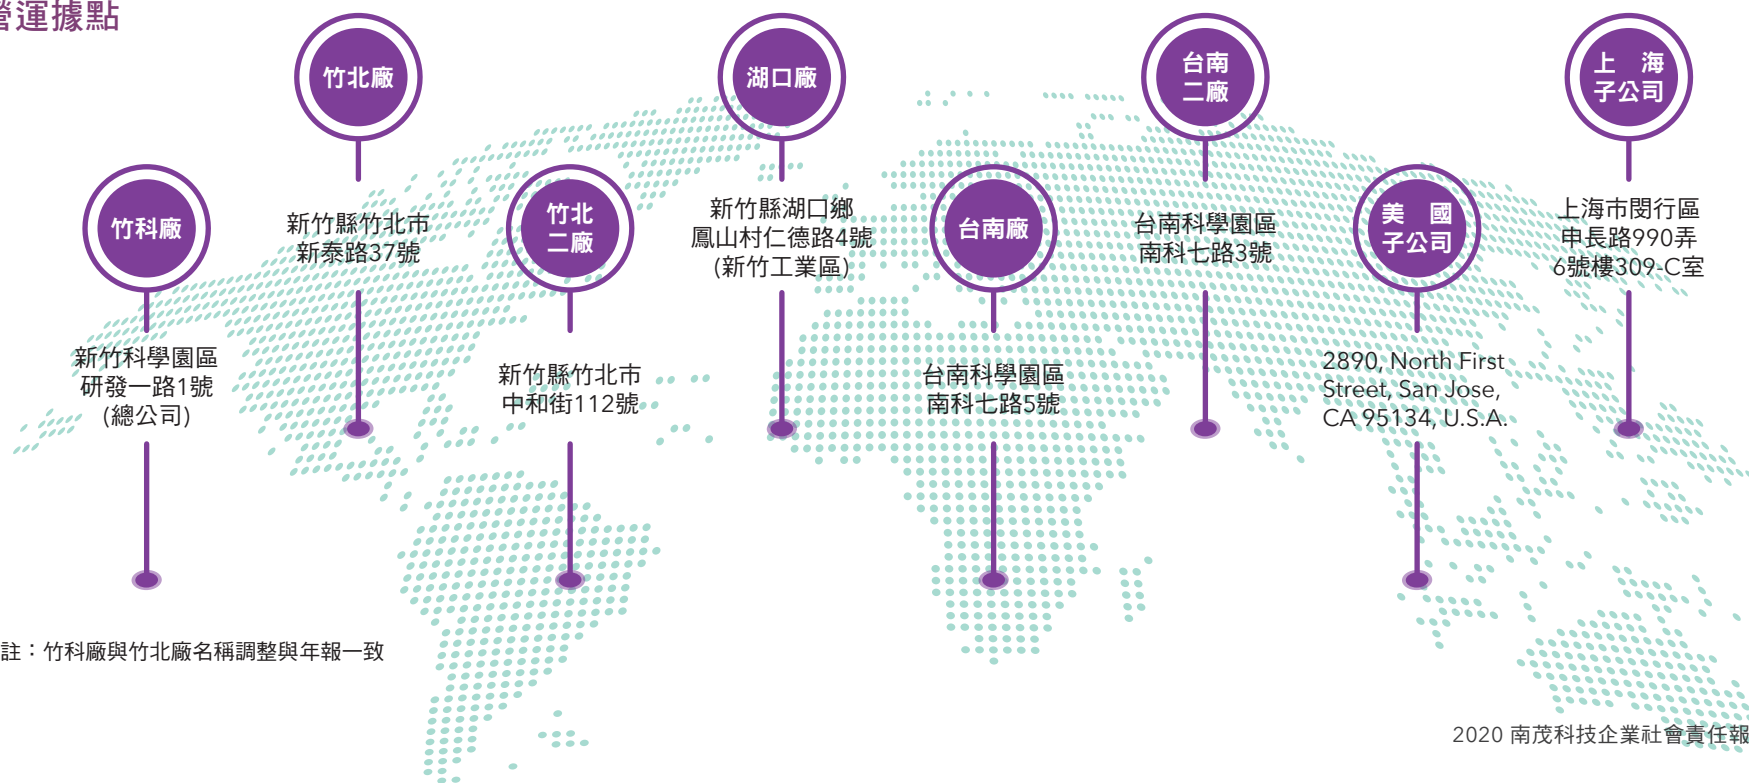 營運據點
竹科廠
新竹科學園區
研發一路1號
(總公司)
竹北廠
新竹縣竹北市
新泰路37號
竹北
二廠
新竹縣竹北市
中和街112號
湖口廠
新竹縣湖口鄉
鳳山村仁德路4號
(新竹工業區)
台南廠
台南科學園區
南科七路5號
台南
二廠
台南科學園區
南科七路3號
美 國
子公司
2890, North First
Street, San Jose,
CA 95134, U.S.A.
上 海
子公司
上海市閔行區
申長路990弄
6號樓309-C室
註：竹科廠與竹北廠名稱調整與年報一致
2020 南茂科技企業社會責任報